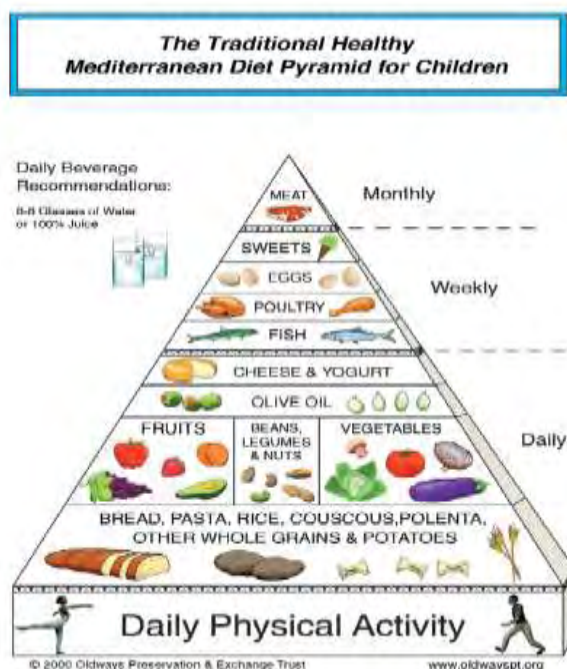 The Traditional Healthy
Mediterranean Diet Pyramid for Children
Daily Beverage
Recommendations:
Glasses of Water
or 100% Juice
MEAT
Monthly
SWEETS
EGGS
Weekly
POULTRY
FISH
CHEESE & YOGURT
OLIVE OIL
FRUITS
BEANS,
LEGUMES
& NUTS
VEGETABLES
Daily
BREAD, PASTA, RICE, COUSCOUS,POLENTA,
OTHER WHOLE GRAINS & POTATOES
Daily Physical Activity
© 2000 Oldways Preservation & Exchange Trust
www.oldwayspt.org